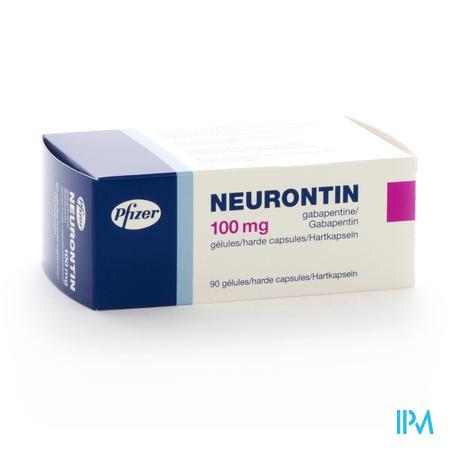 Pfizer
NEURONTIN
100 mg
gabapentine/
Gabapentin
gélules/harde capsules/Hartkapseln
90 gélules/harde capsules/Hartkapseln
Pfizer
NEURONTIN
100 mg
IPM